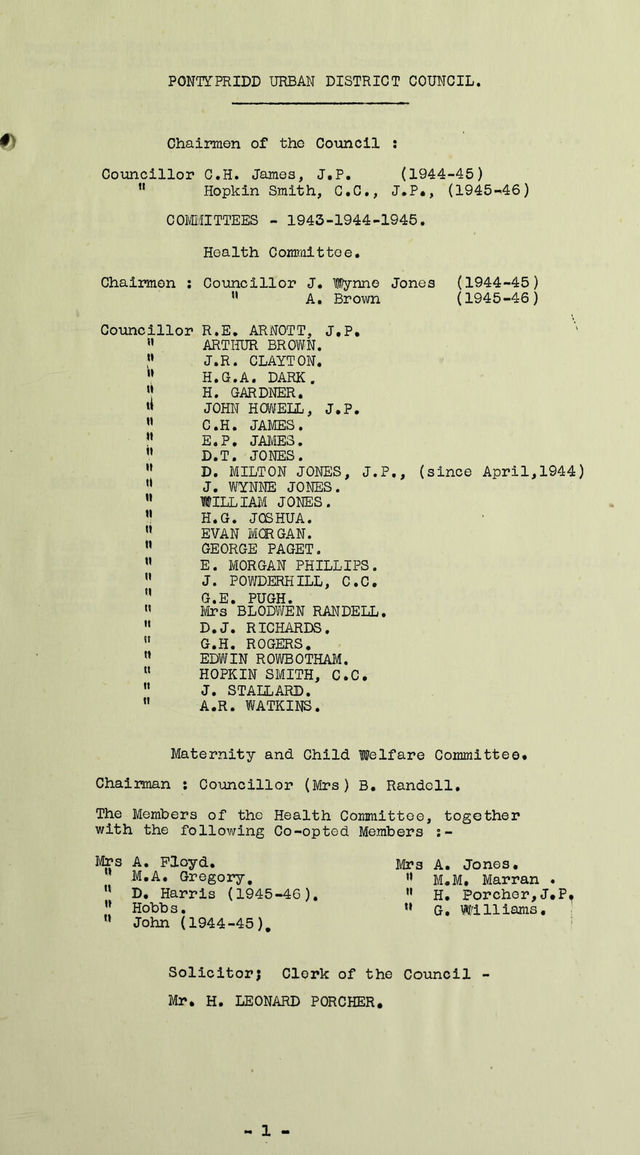 PONTYPRIDD URBAN DISTRICT COUNCIL.
Chairmen of the Council :
Councillor C.H. James, J.P. (1944-45)
" Hopkin Smith, C.C., J.P., (1945-46)
COMMITTEES - 1943-1944-1945.
Health Committee.
Chairmen : Councillor J. Wynne Jones (1944-45)
" A. Brown (1945-46)
Councillor R.E. ARNOTT, J.P.
" ARTHUR BROWN.
" J.R. CLAYTON.
" H.G.A. DARK.
" H. GARDNER.
" JOHN HOWELL, J.P.
" C.H. JAMES.
" E.P. JAMES.
" D.T. JONES.
" D. MILTON JONES, J.P., (since April,1944)
" J. WYNNE JONES.
" WILLIAM JONES.
" H.G. JOSHUA.
" EVAN MORGAN.
" GEORGE PAGET.
" E. MORGAN PHILLIPS.
" J. POWDERHILL, C.C.
" G.E. PUGH.
" Mrs BLODWEN RANDELL.
" D.J. RICHARDS.
" G.H. ROGERS.
" EDWIN ROWBOTHAM.
" HOPKIN SMITH, C.C.
" J. STALLARD.
" A.R. WATKINS.
Maternity and Child Welfare Committee.
Chairman : Councillor (Mrs) B. Randell.
The Members of the Health Committee, together
with the following Co-opted Members :-
Mrs A. Floyd.
" M.A. Gregory.
" D. Harris (1945-46).
" Hobbs.
" John (1944-45).
Mrs A. Jones.
" M.M. Marran .
" H. Porcher,J.P.
" G. Williams.
Solicitor; Clerk of the Council -
Mr. H. LEONARD PORCHER.
- 1 -